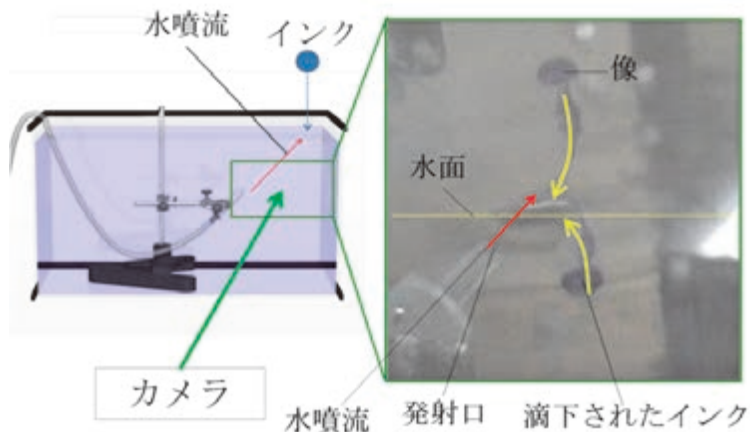 水噴流
インク
像
水面
カメラ
水噴流
発射口
滴下されたインク